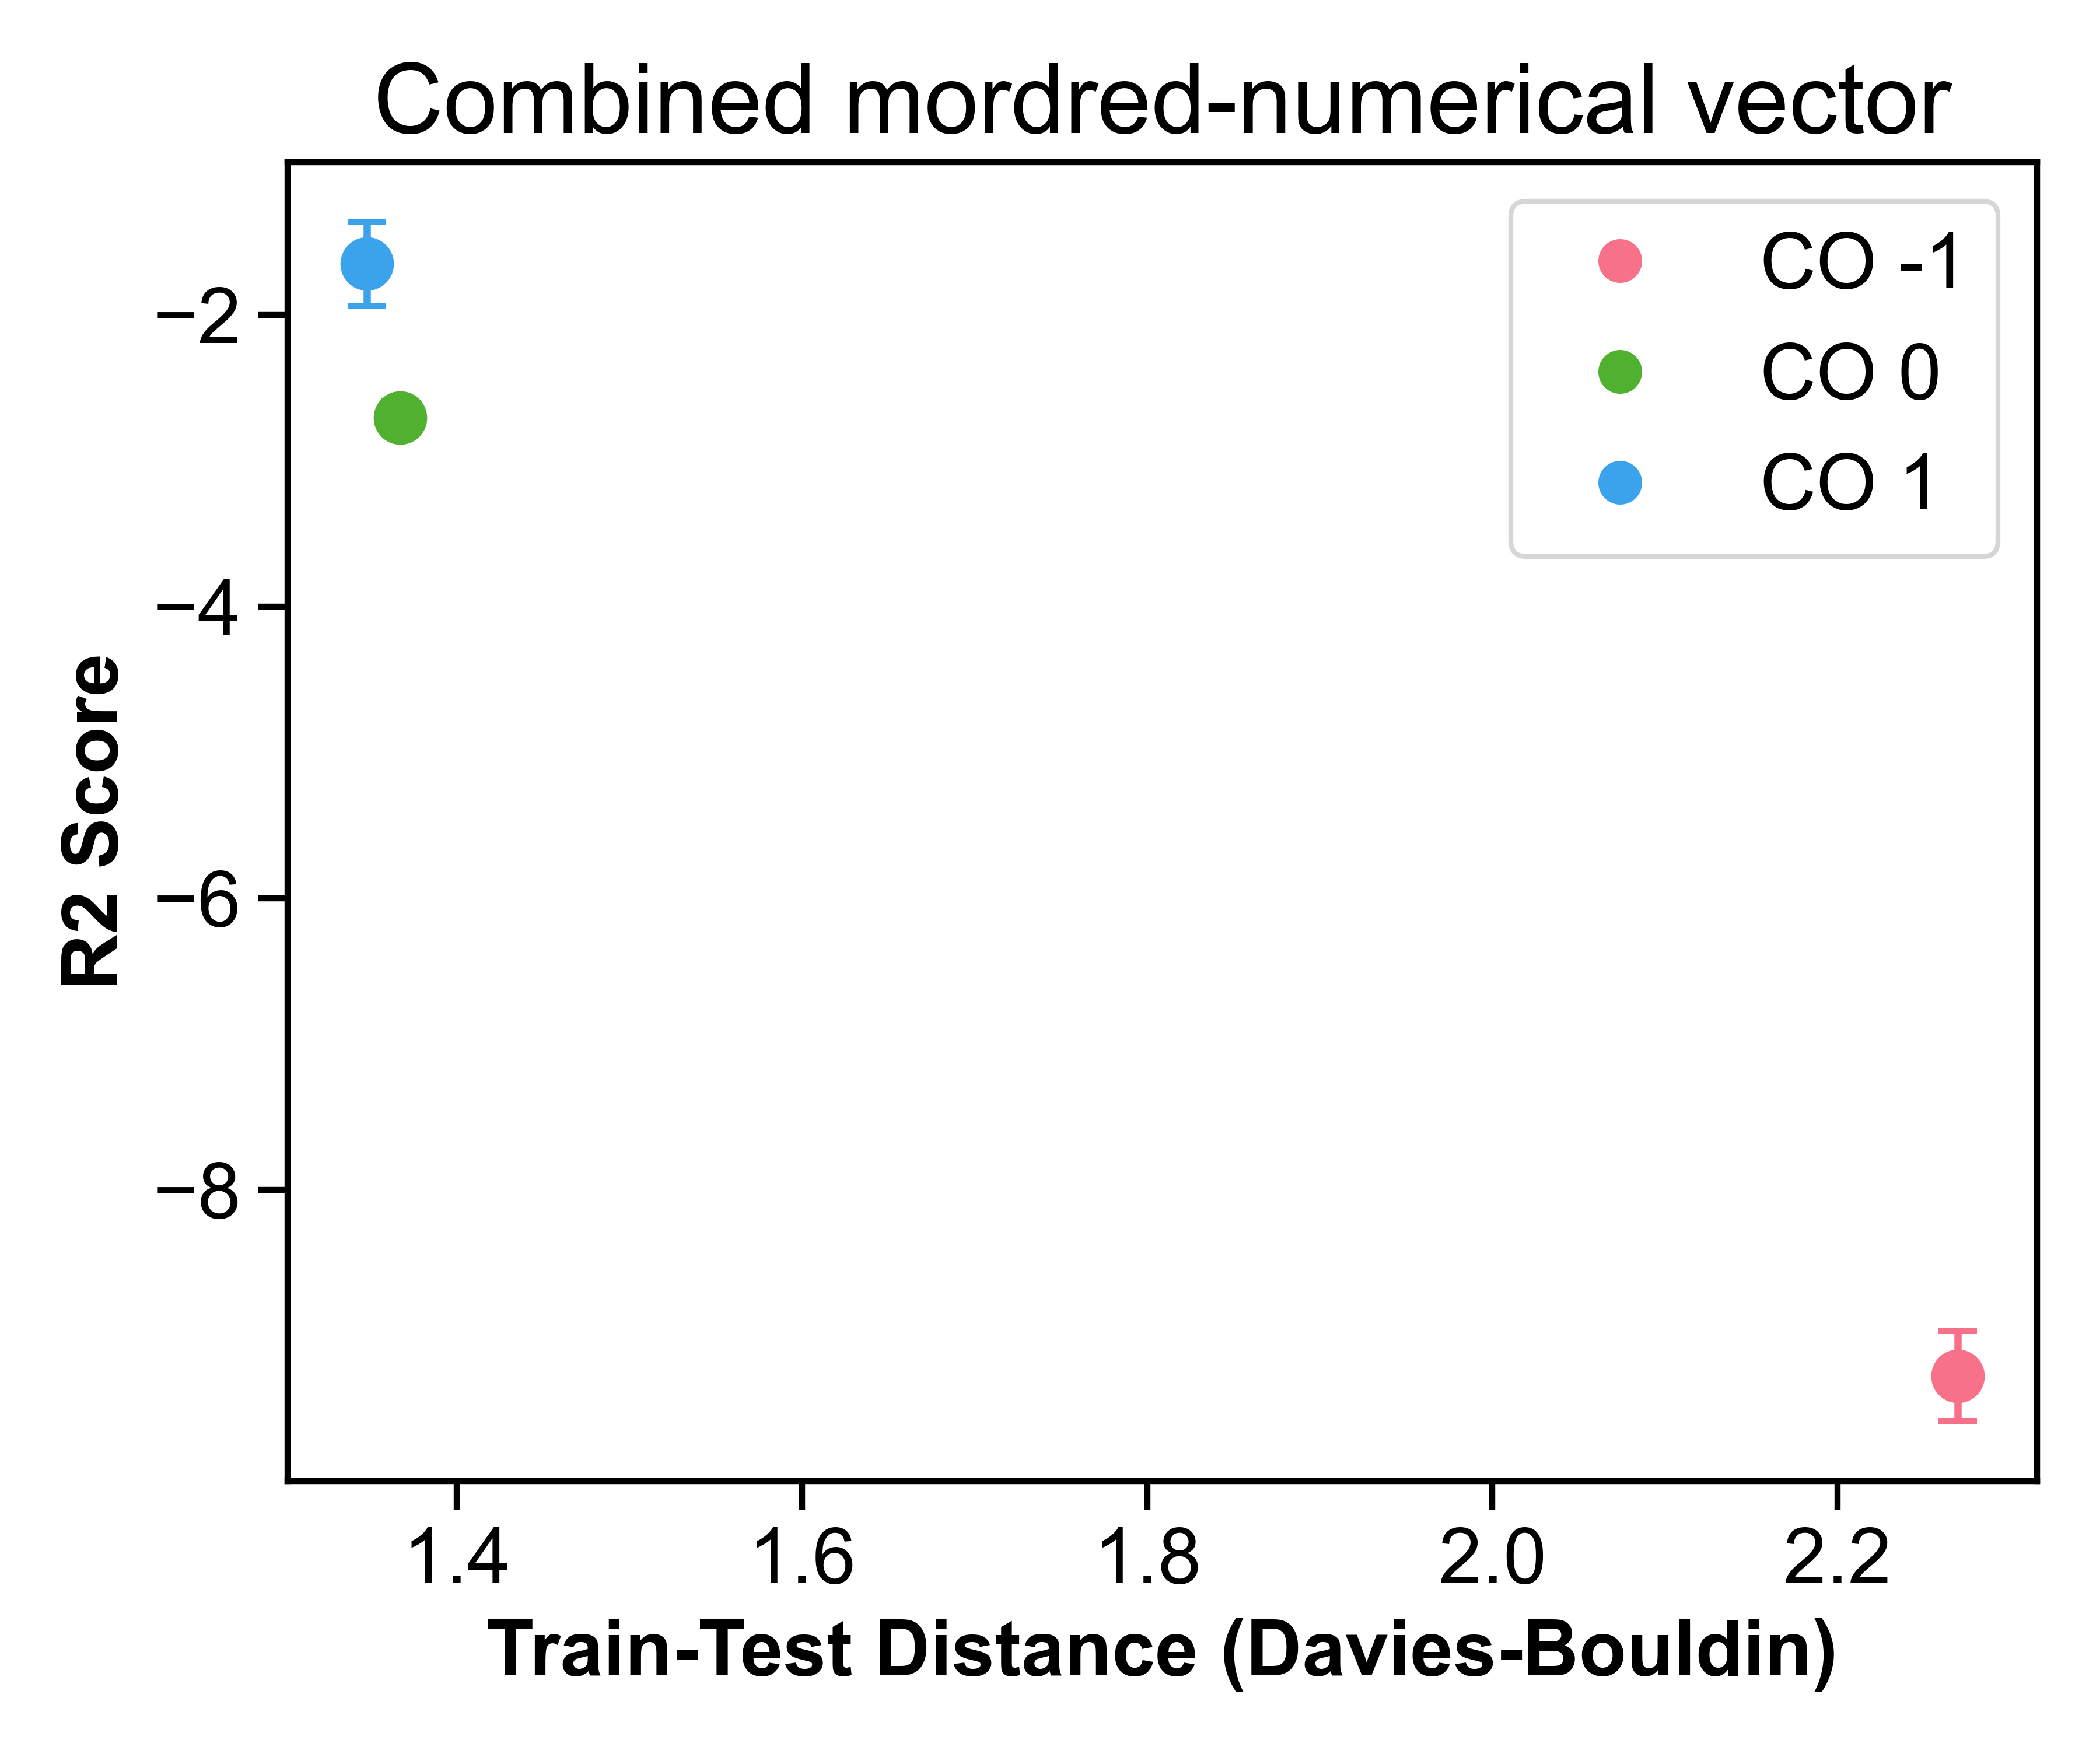 Combined mordred-numerical vector
CO -1
CO 0
CO 1
−2
−4
−6
−8
R2 Score
1.4 1.6 1.8 2.0 2.2
Train-Test Distance (Davies-Bouldin)